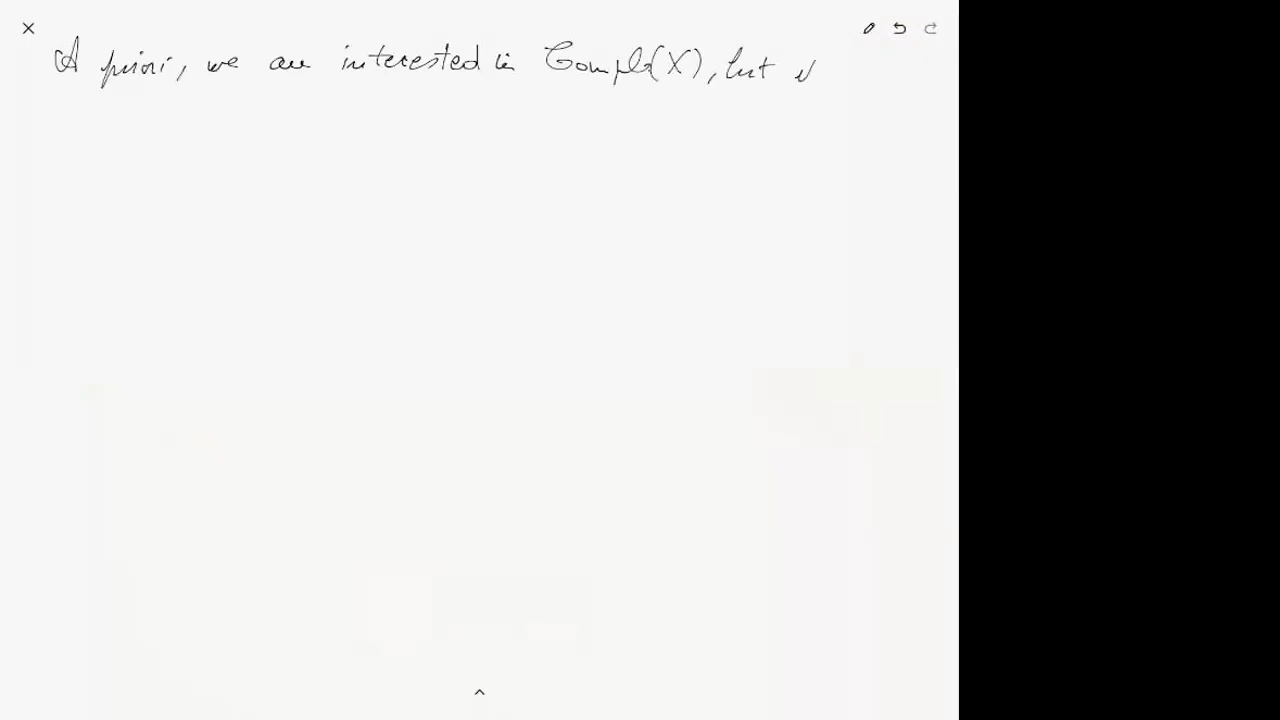 A priori, we are interested in Compl(X), but